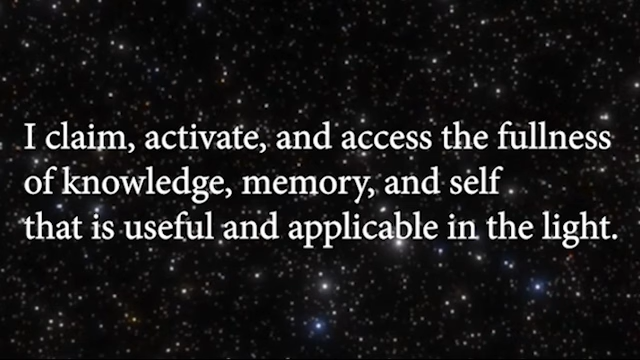 I claim, activate, and access the fullness
of knowledge, memory, and self
that is useful and applicable in the light.